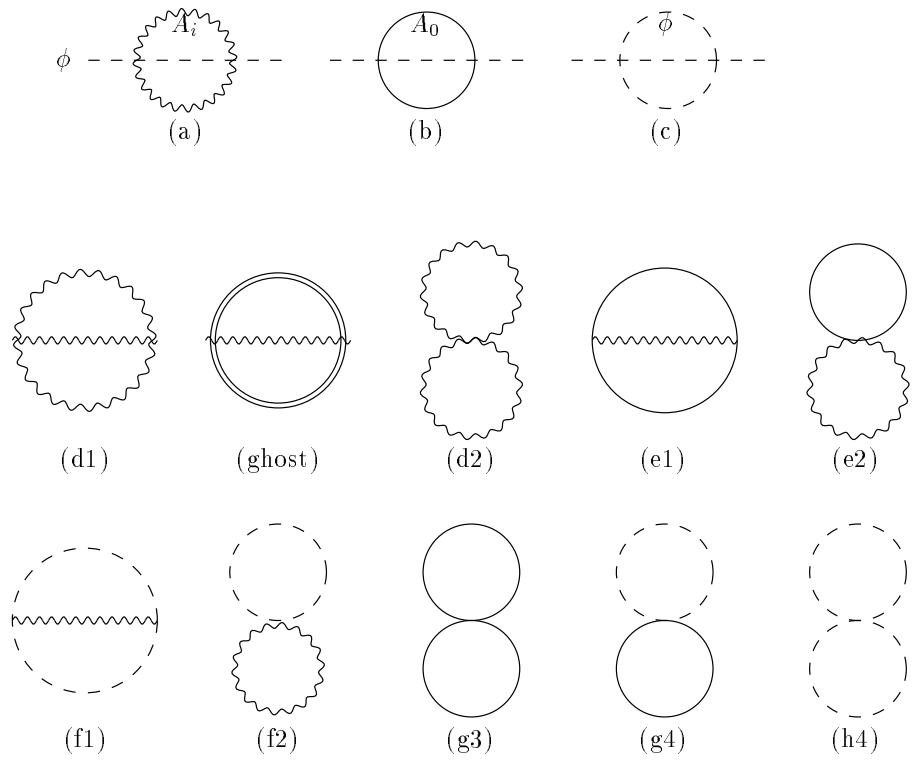 A_i A_0 ϕ
ϕ
(a) (b) (c)
(d1) (ghost) (d2) (e1) (e2)
(f1) (f2) (g3) (g4) (h4)